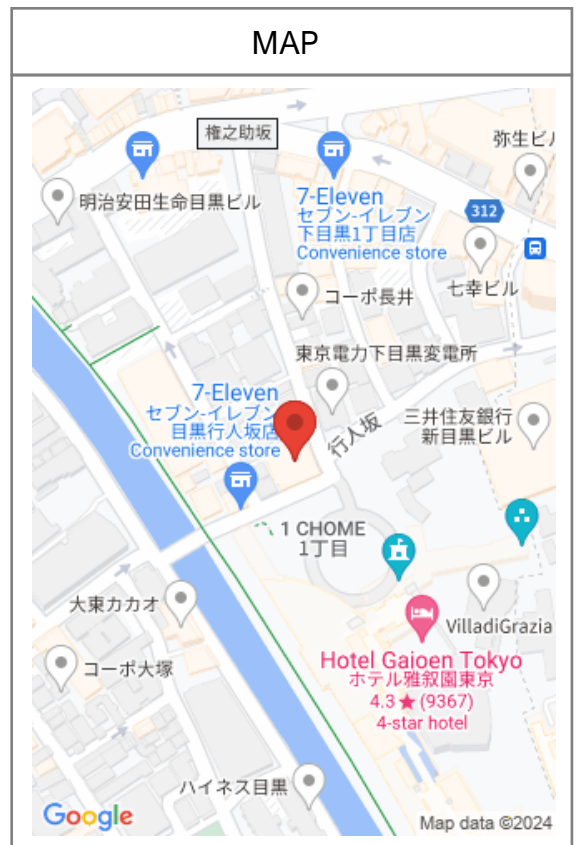 MAP
権之助坂
弥生ビ
明治安田生命目黒ビル
7-Eleven
セブン-イレブン
下目黒1丁目店
Convenience store
312
コーポ長井
七幸ビル
東京電力下目黒変電所
7-Eleven
セブン-イレブン
目黒行人坂店
Convenience store
行人坂
三井住友銀行
新目黒ビル
1 CHOME
1丁目
大東カカオ
VilladiGrazia
コーポ大塚
Hotel Gajoen Tokyo
ホテル雅叙園東京
4.3★(9367)
4-star hotel
ハイネス目黒
Google
Map data ©2024